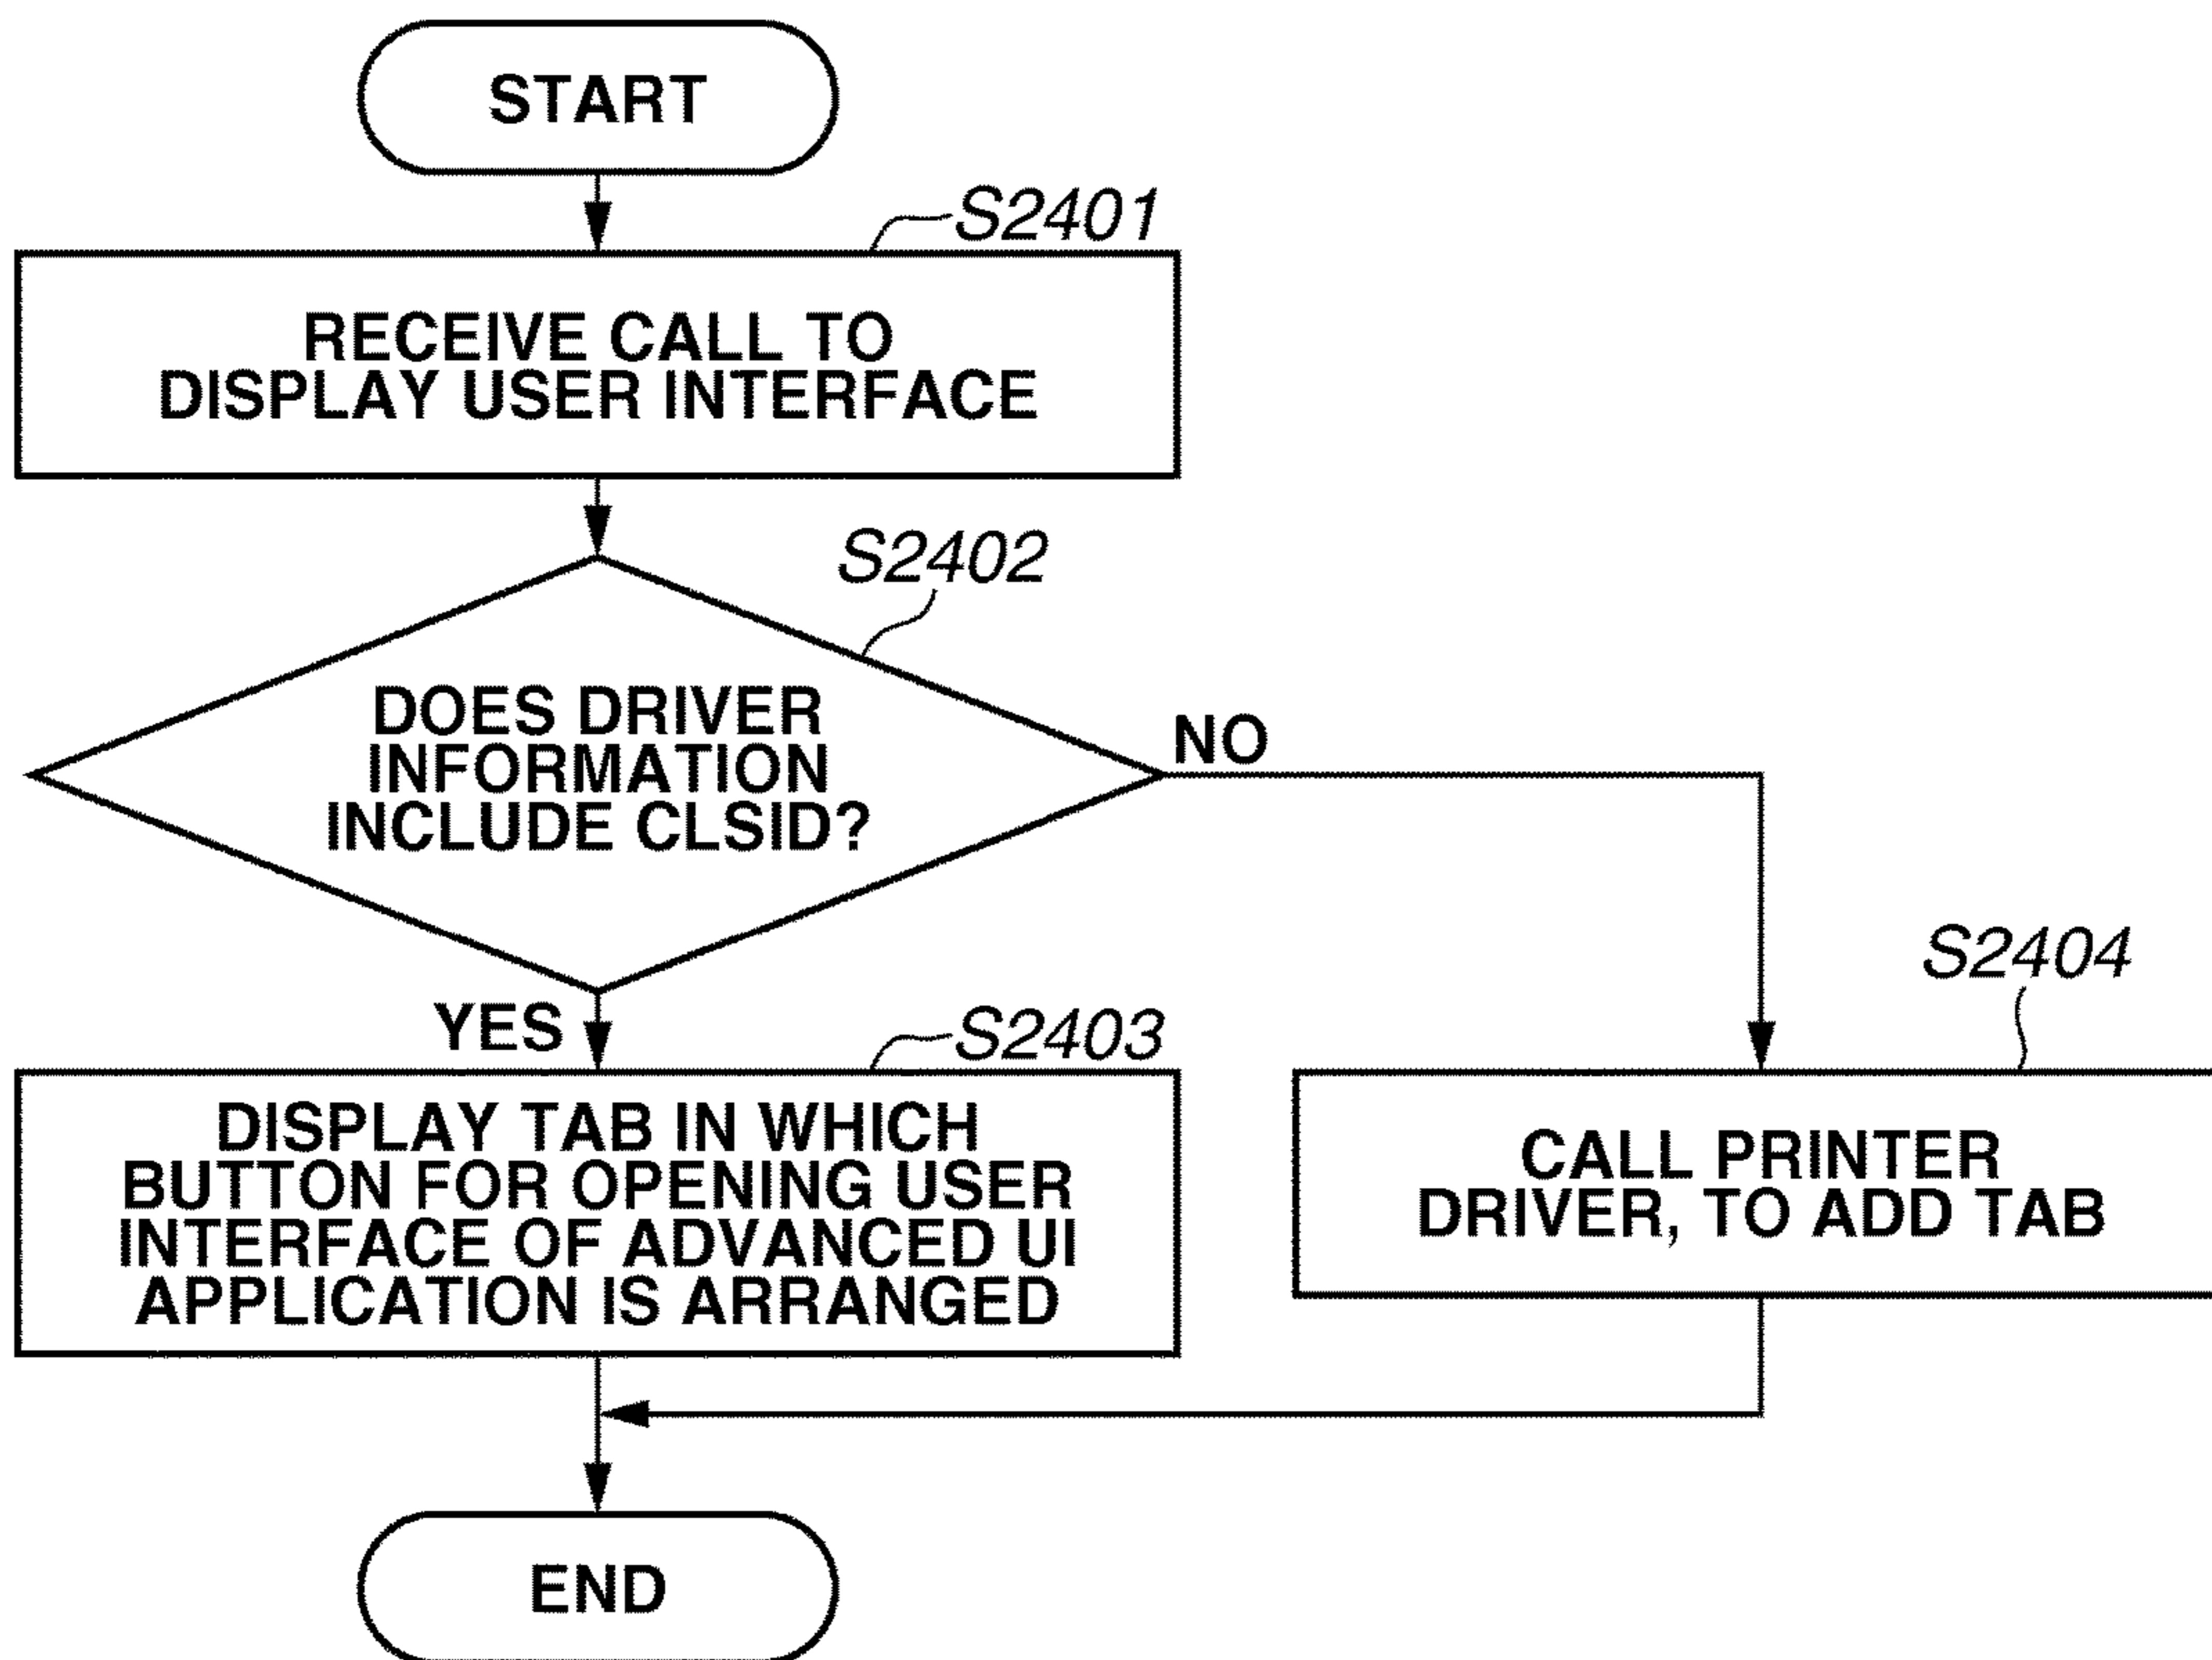 START
S2401
RECEIVE CALL TO
DISPLAY USER INTERFACE
S2402
DOES DRIVER
INFORMATION
INCLUDE CLSID?
NO
YES
S2403
S2404
DISPLAY TAB IN WHICH
BUTTON FOR OPENING USER
INTERFACE OF ADVANCED UI
APPLICATION IS ARRANGED
CALL PRINTER
DRIVER, TO ADD TAB
END